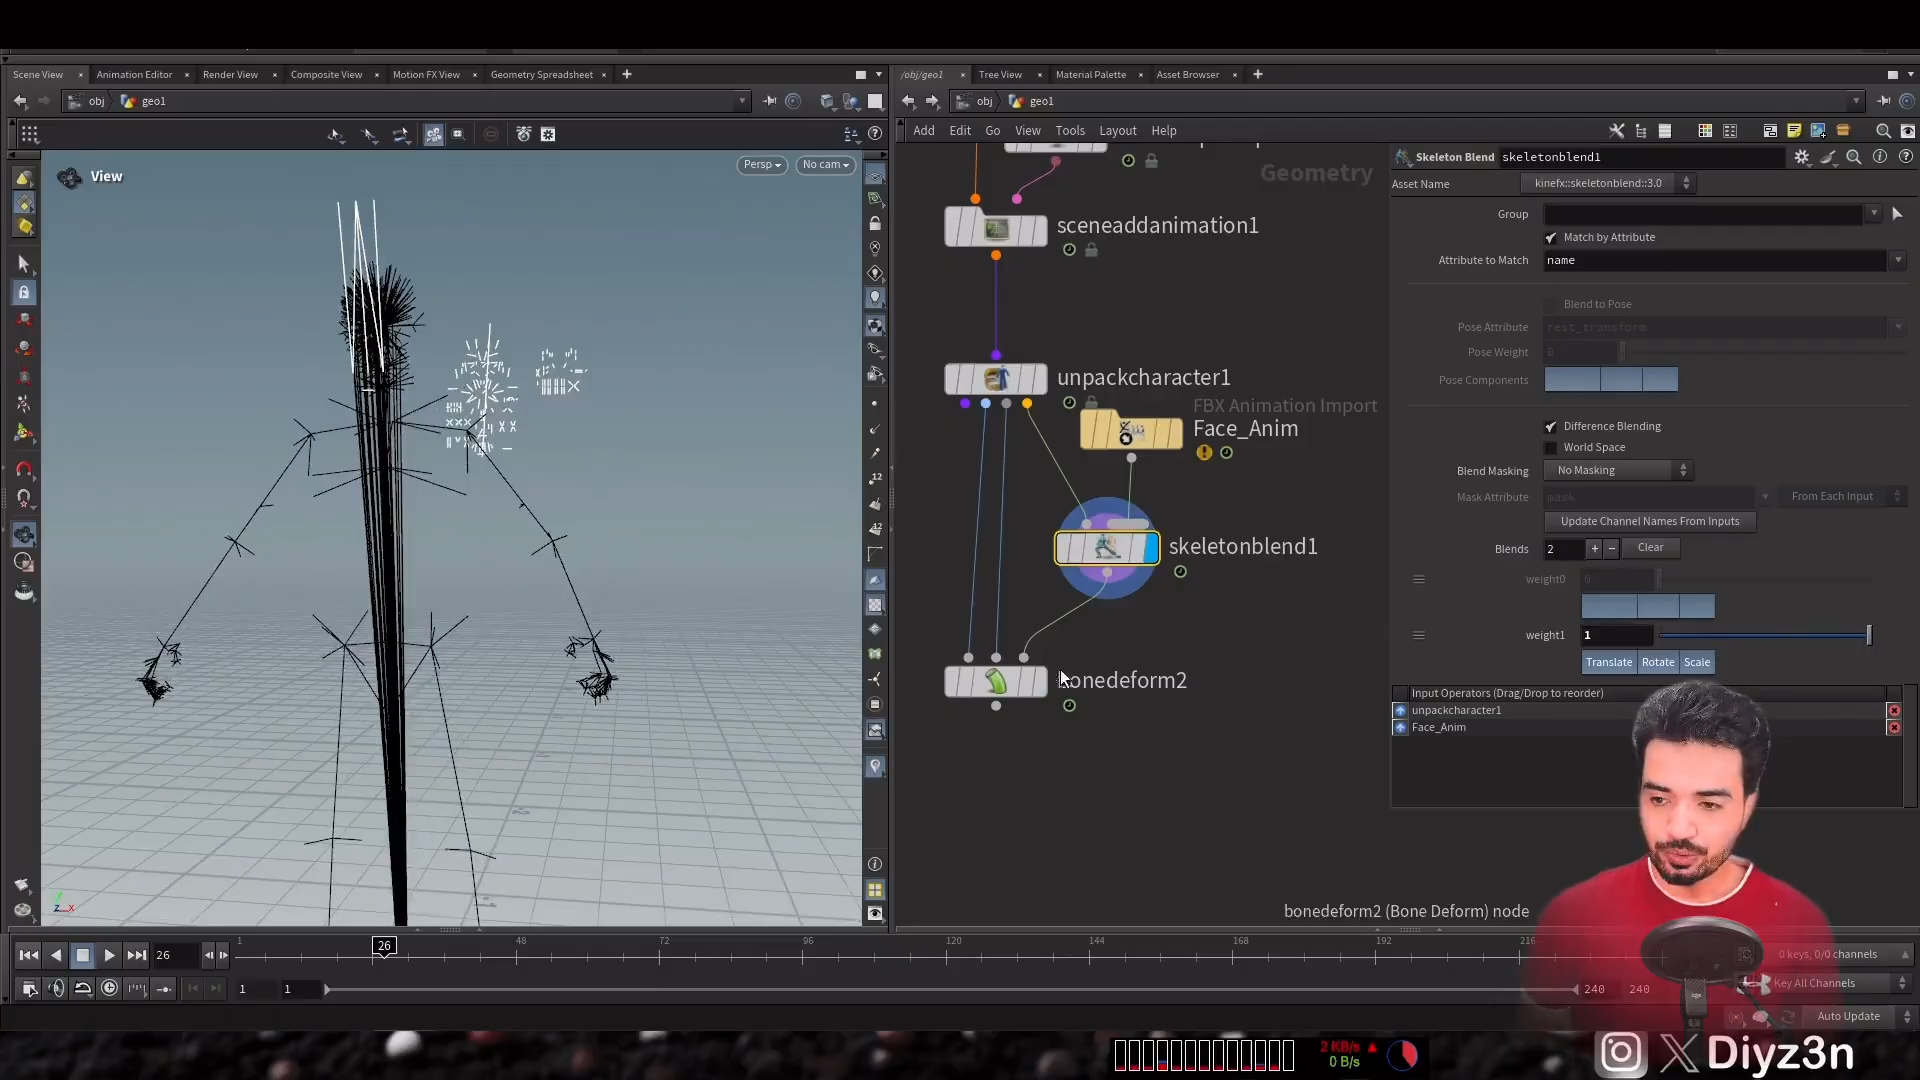 Scene View
Animation Editor
Render View
Composite View
Motion FX View
Geometry Spreadsheet
/obj/geo1
Tree View
Material Palette
Asset Browser
obj
geo1
obj
geo1
Add
Edit
Go
View
Tools
Layout
Help
View
Persp
No cam
Geometry
sceneaddanimation1
unpackcharacter1
FBX Animation Import
Face_Anim
skeletonblend1
bonedeform2
bonedeform2 (Bone Deform) node
Skeleton Blend
skeletonblend1
Asset Name
kinefx::skeletonblend::3.0
Group
Match by Attribute
Attribute to Match
name
Blend to Pose
Pose Attribute
rest_transform
Pose Weight
0
Pose Components
Difference Blending
World Space
Blend Masking
No Masking
Mask Attribute
mask
From Each Input
Update Channel Names From Inputs
Blends
2
Clear
weight0
0
weight1
1
Translate
Rotate
Scale
Input Operators (Drag/Drop to reorder)
unpackcharacter1
Face_Anim
26
1
26
48
72
96
120
144
168
192
216
0 keys, 0/0 channels
1
1
240
240
Key All Channels
Auto Update
2 KB/s
0 B/s
Diyz3n